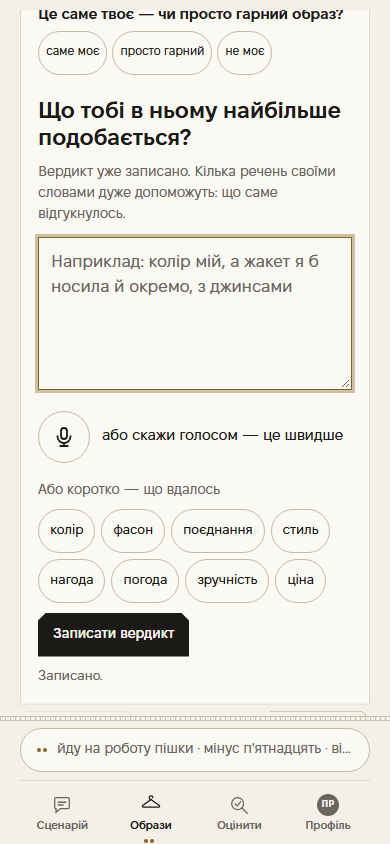 Це саме твоє — чи просто гарний образ?
саме моє
просто гарний
не моє
Що тобі в ньому найбільше
подобається?
Вердикт уже записано. Кілька речень своїми
словами дуже допоможуть: що саме
відгукнулось.
Наприклад: колір мій, а жакет я б
носила й окремо, з джинсами
або скажи голосом — це швидше
Або коротко — що вдалось
колір
фасон
поєднання
стиль
нагода
погода
зручність
ціна
Записати вердикт
Записано.
йду на роботу пішки · мінус п'ятнадцять · ві...
Сценарій
Образи
Оцінити
ПР
Профіль